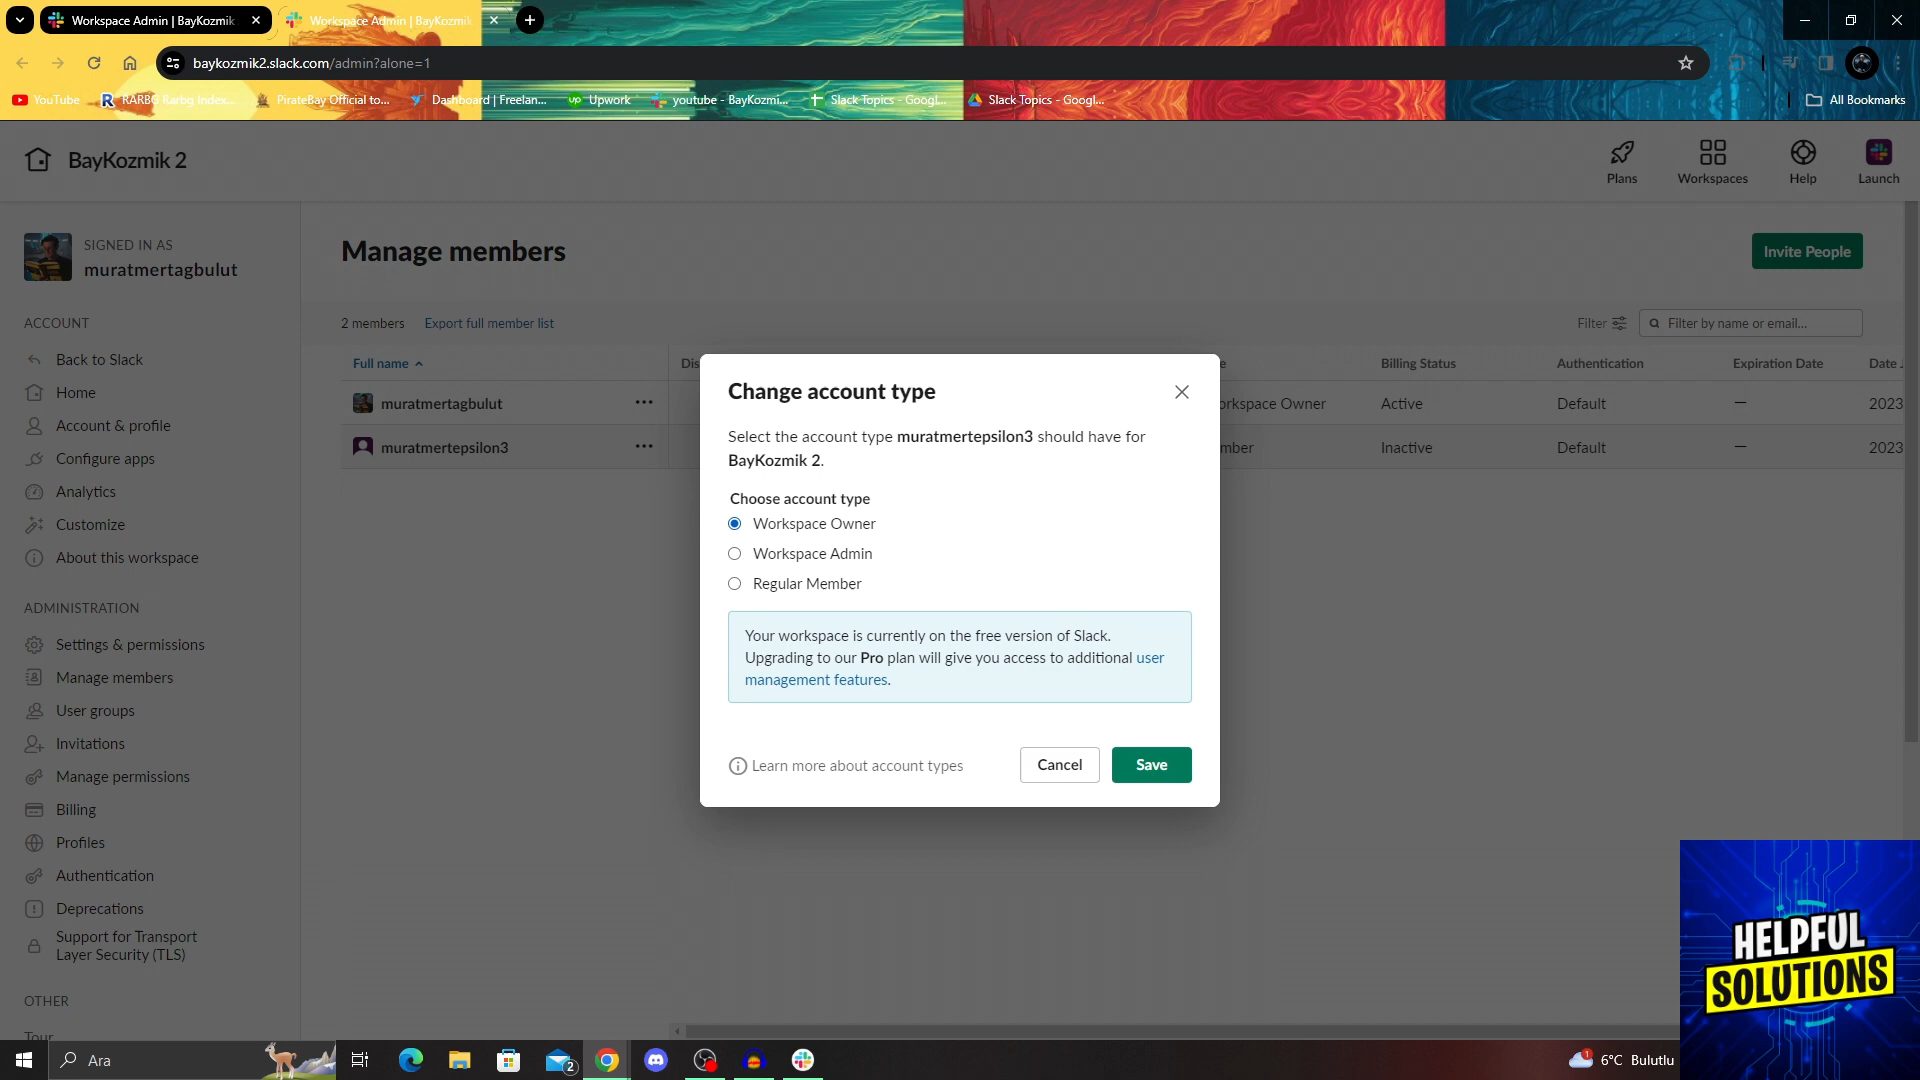 Workspace Admin | BayKozmik
Workspace Admin | BayKozmik
baykozmik2.slack.com/admin?alone=1
YouTube
RARBG Rarbg Index...
PirateBay Official to...
Dashboard | Freelan...
Upwork
youtube - BayKozmi...
Slack Topics - Googl...
Slack Topics - Googl...
All Bookmarks
BayKozmik 2
Plans
Workspaces
Help
Launch
SIGNED IN AS
muratmertagbulut
Manage members
Invite People
ACCOUNT
2 members
Export full member list
Filter
Filter by name or email...
Back to Slack
Home
Account & profile
Configure apps
Analytics
Customize
About this workspace
Full name
Dis
Billing Status
Authentication
Expiration Date
Date J
muratmertagbulut
orkspace Owner
Active
Default
—
2023
muratmertepsilon3
mber
Inactive
Default
—
2023
Change account type
Select the account type muratmertepsilon3 should have for
BayKozmik 2.
Choose account type
Workspace Owner
Workspace Admin
Regular Member
Your workspace is currently on the free version of Slack.
Upgrading to our Pro plan will give you access to additional user
management features.
Learn more about account types
Cancel
Save
ADMINISTRATION
Settings & permissions
Manage members
User groups
Invitations
Manage permissions
Billing
Profiles
Authentication
Deprecations
Support for Transport
Layer Security (TLS)
OTHER
Tour
HELPFUL
SOLUTIONS
Ara
2
1
6°C Bulutlu